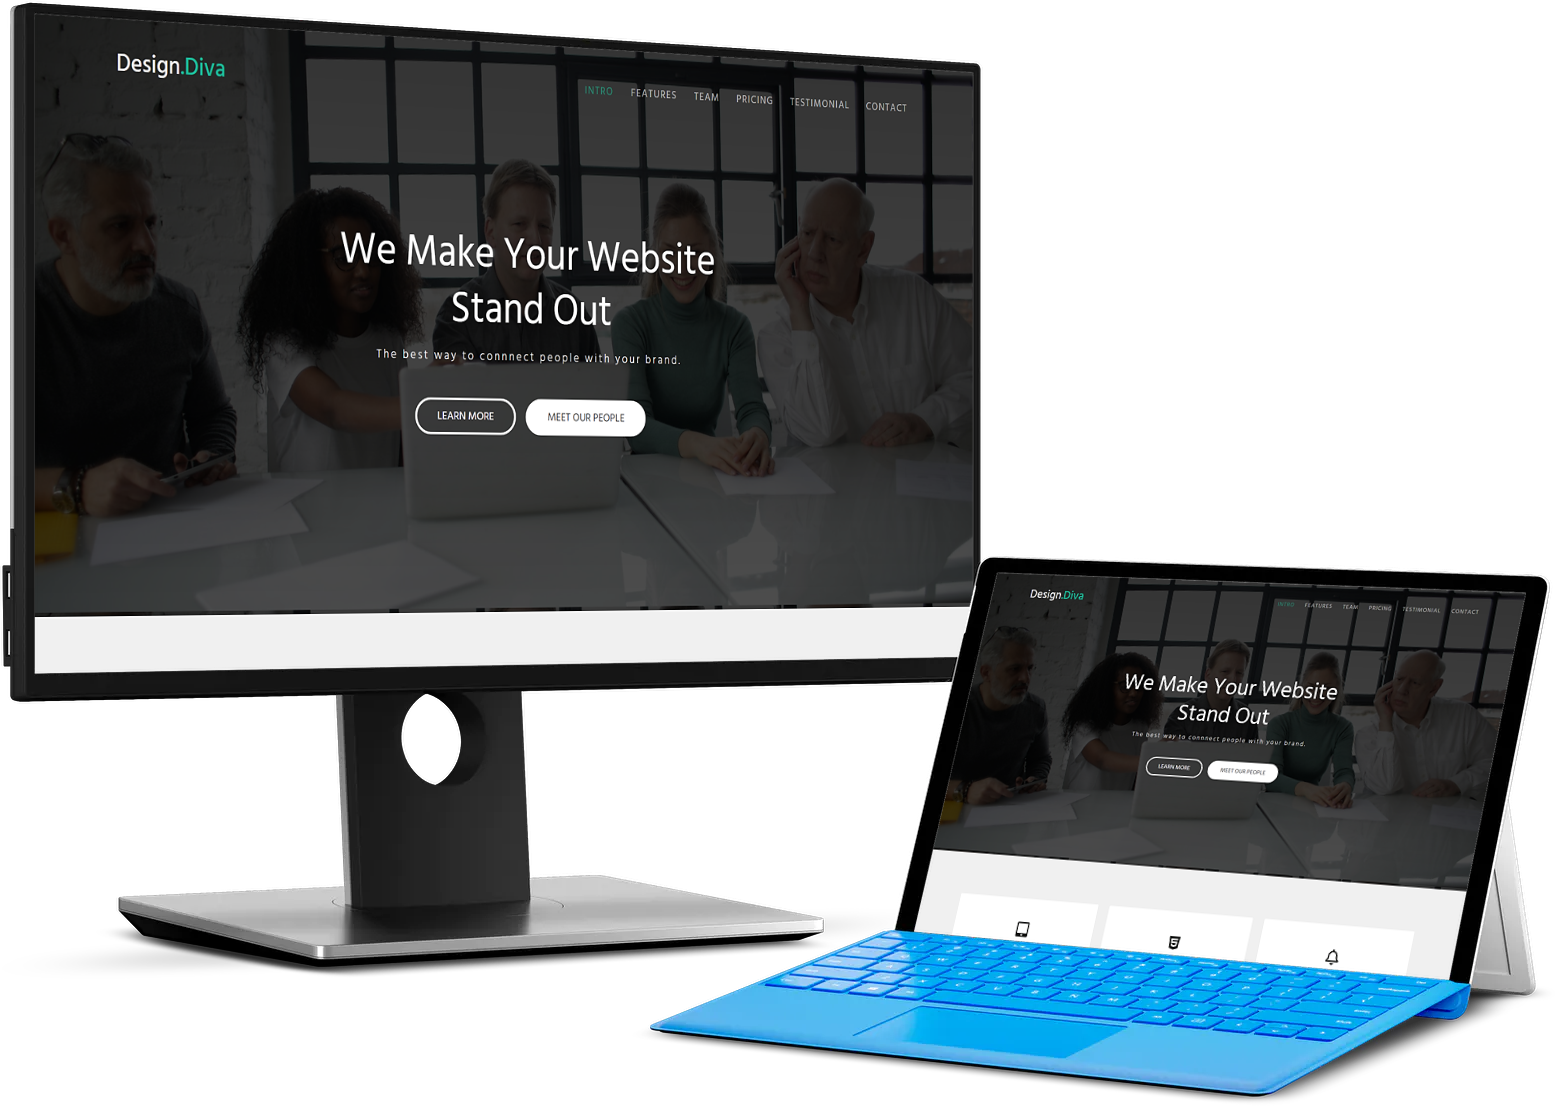 Design.Diva
INTRO FEATURES TEAM PRICING TESTIMONIAL CONTACT
We Make Your Website
Stand Out
The best way to connnect people with your brand.
LEARN MORE MEET OUR PEOPLE
Design.Diva
INTRO FEATURES TEAM PRICING TESTIMONIAL CONTACT
We Make Your Website
Stand Out
The best way to connnect people with your brand.
LEARN MORE MEET OUR PEOPLE